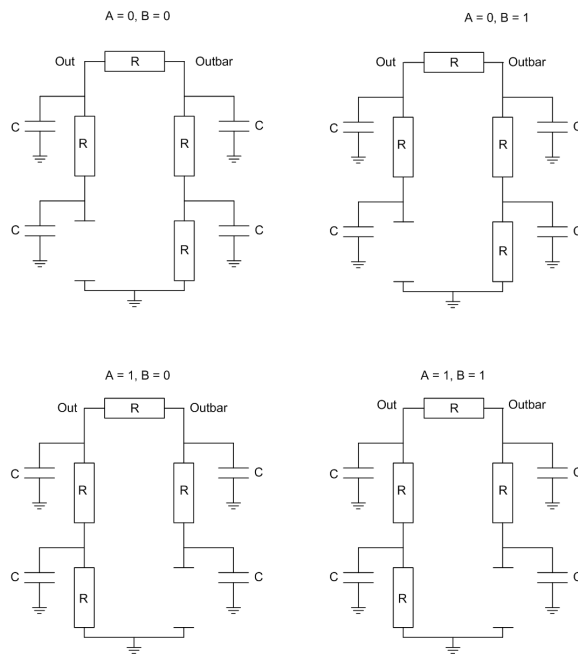 A = 0, B = 0
A = 0, B = 1
Out R Outbar
Out R Outbar
C R R C
C R R C
C R C
C R C
A = 1, B = 0
A = 1, B = 1
Out R Outbar
Out R Outbar
C R R C
C R R C
C R C
C R C